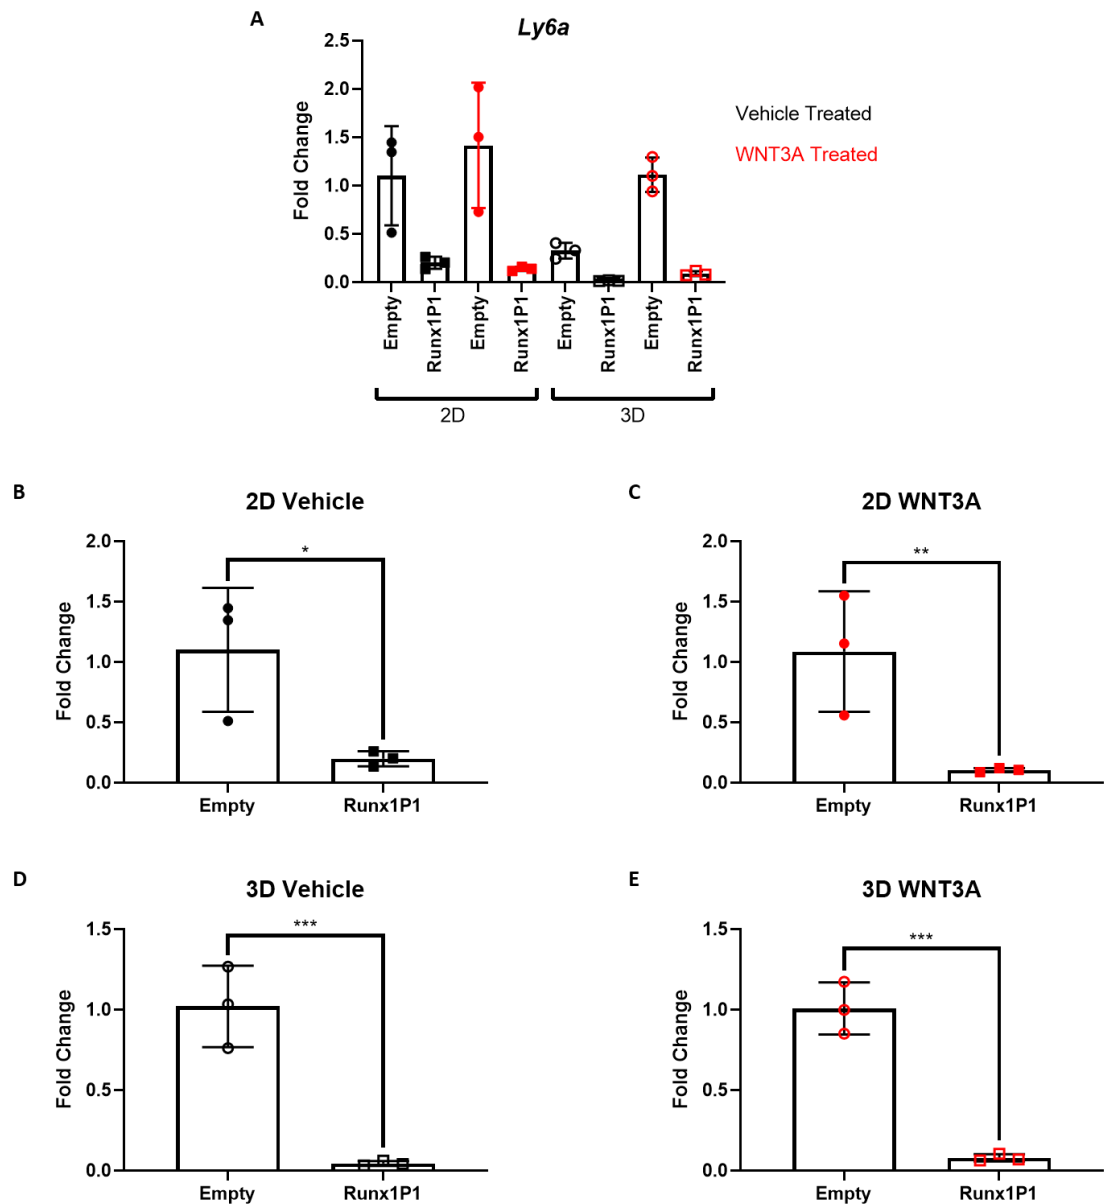 A
Ly6a
2.5
2.0
1.5
1.0
0.5
0.0
Fold Change
Vehicle Treated
WNT3A Treated
Empty
Runx1P1
Empty
Runx1P1
Empty
Runx1P1
Empty
Runx1P1
2D
3D
B
2D Vehicle
*
2.0
1.5
1.0
0.5
0.0
Fold Change
Empty
Runx1P1
C
2D WNT3A
**
2.0
1.5
1.0
0.5
0.0
Fold Change
Empty
Runx1P1
D
3D Vehicle
***
1.5
1.0
0.5
0.0
Fold Change
Empty
Runx1P1
E
3D WNT3A
***
1.5
1.0
0.5
0.0
Fold Change
Empty
Runx1P1